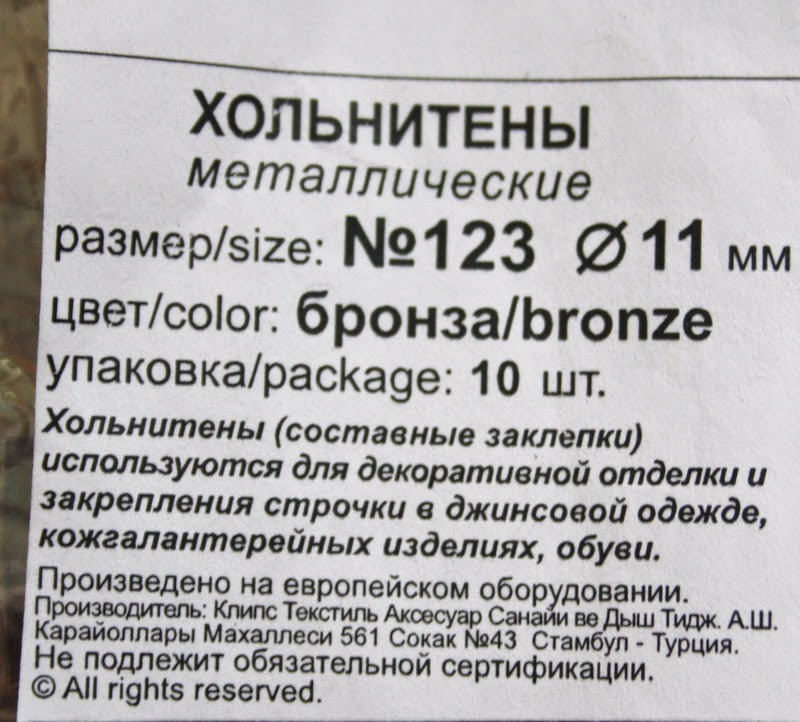 ХОЛЬНИТЕНЫ
металлические
размер/size: №123 Ø11 мм
цвет/color: бронза/bronze
упаковка/package: 10 шт.
Хольнитены (составные заклепки)
используются для декоративной отделки и
закрепления строчки в джинсовой одежде,
кожгалантерейных изделиях, обуви.
Произведено на европейском оборудовании.
Производитель: Клипс Текстиль Аксесуар Санайи ве Дыш Тидж. А.Ш.
Карайоллары Махаллеси 561 Сокак №43 Стамбул - Турция.
Не подлежит обязательной сертификации.
© All rights reserved.